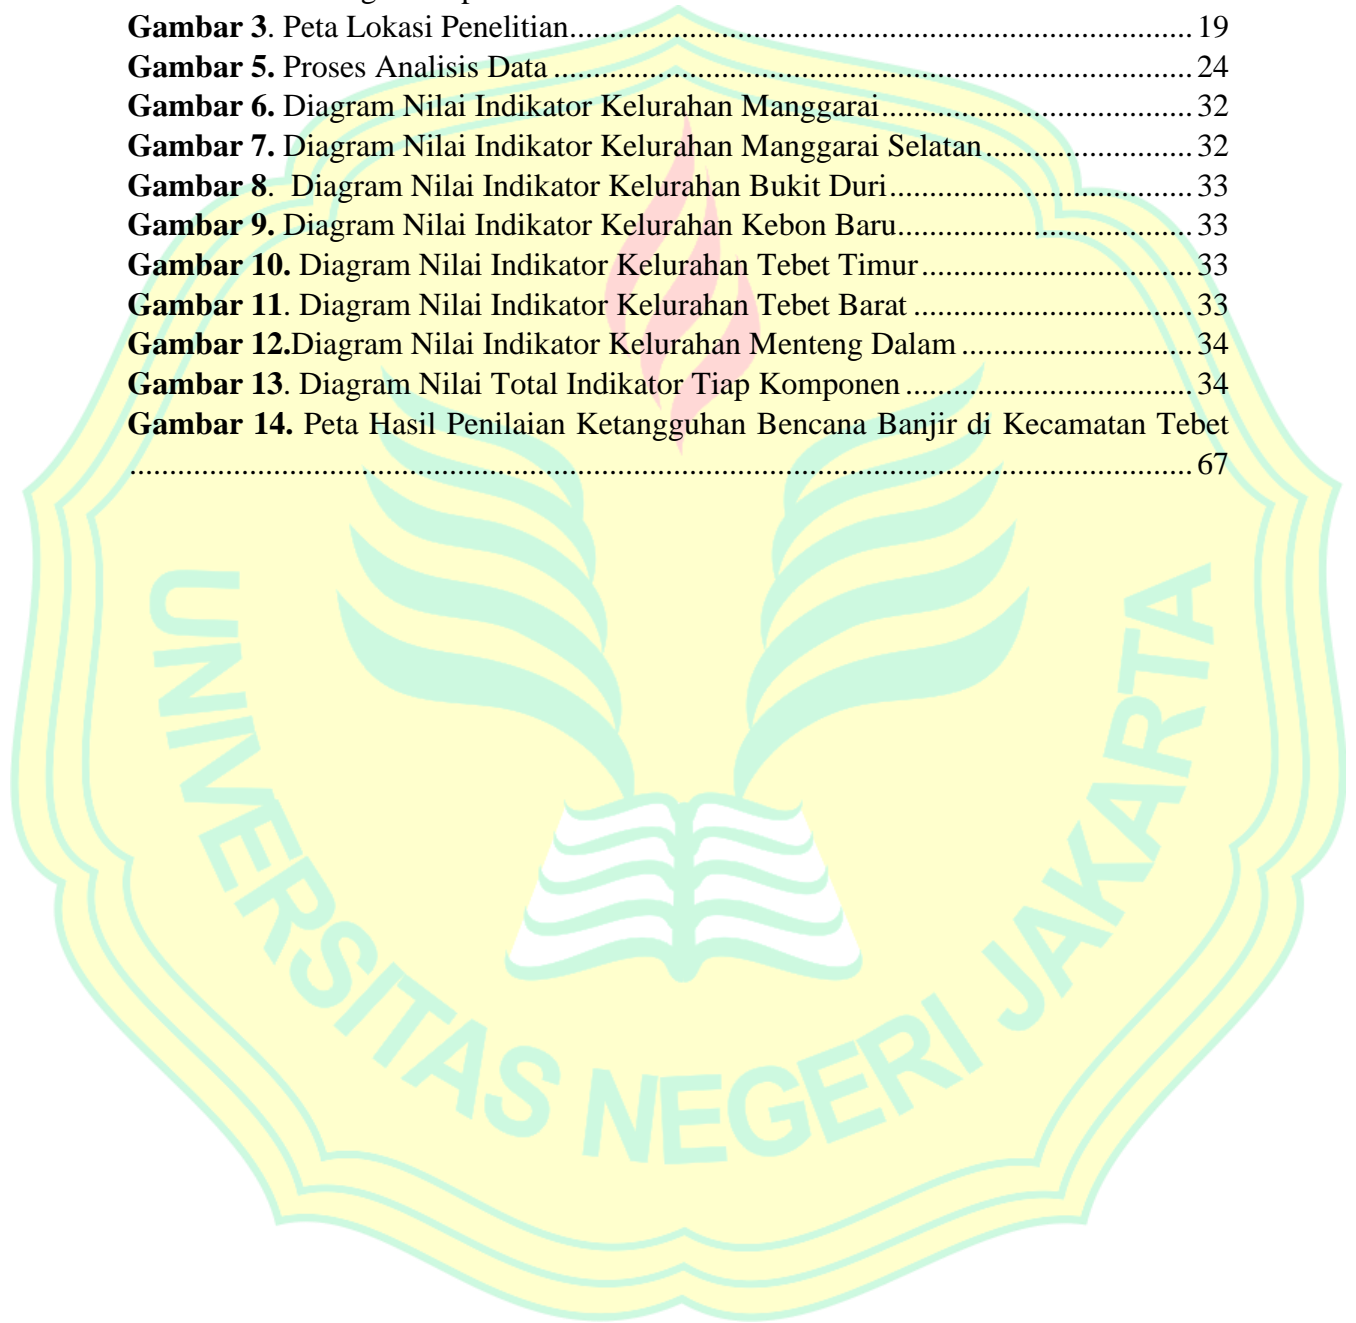 Gambar 3. Peta Lokasi Penelitian............................................................................ 19
Gambar 5. Proses Analisis Data .............................................................................. 24
Gambar 6. Diagram Nilai Indikator Kelurahan Manggarai...................................... 32
Gambar 7. Diagram Nilai Indikator Kelurahan Manggarai Selatan ......................... 32
Gambar 8. Diagram Nilai Indikator Kelurahan Bukit Duri ..................................... 33
Gambar 9. Diagram Nilai Indikator Kelurahan Kebon Baru.................................... 33
Gambar 10. Diagram Nilai Indikator Kelurahan Tebet Timur ................................. 33
Gambar 11. Diagram Nilai Indikator Kelurahan Tebet Barat .................................. 33
Gambar 12.Diagram Nilai Indikator Kelurahan Menteng Dalam ............................ 34
Gambar 13. Diagram Nilai Total Indikator Tiap Komponen ................................... 34
Gambar 14. Peta Hasil Penilaian Ketangguhan Bencana Banjir di Kecamatan Tebet
.................................................................................................................................. 67
UNIVERSITAS NEGERI JAKARTA